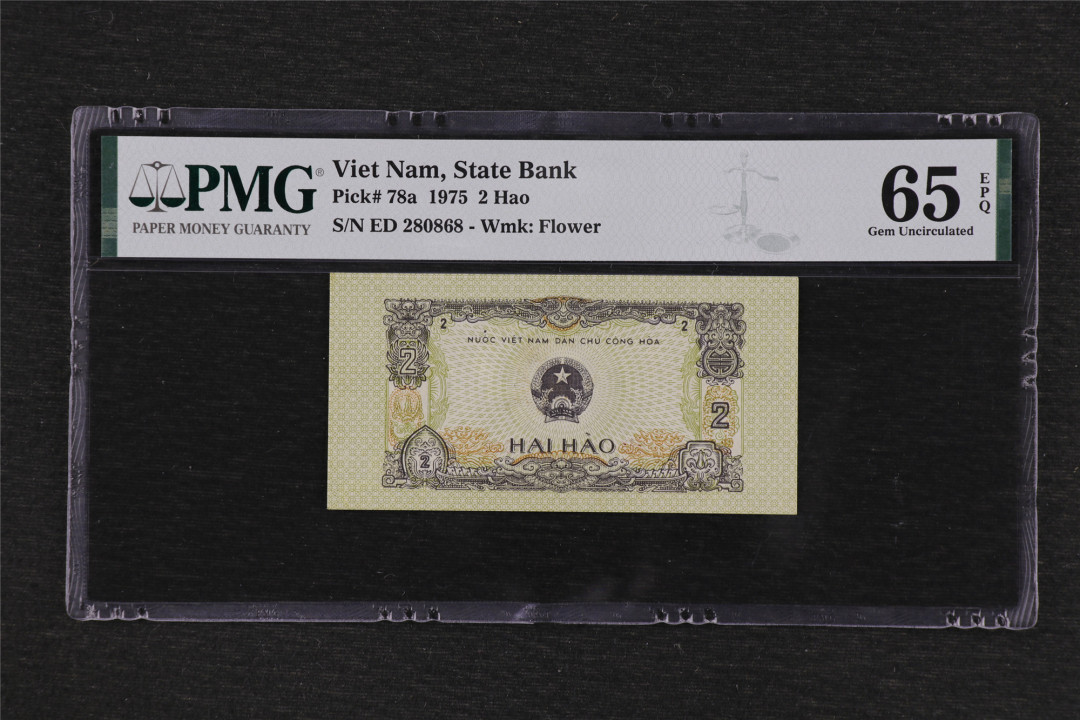 PMG®
PAPER MONEY GUARANTY
Viet Nam, State Bank
Pick# 78a 1975 2 Hao
S/N ED 280868 - Wmk: Flower
65
EPQ
Gem Uncirculated
2 2
NƯỚC VIỆT NAM DÂN CHỦ CỘNG HÒA
2
2
HAI HÀO
2